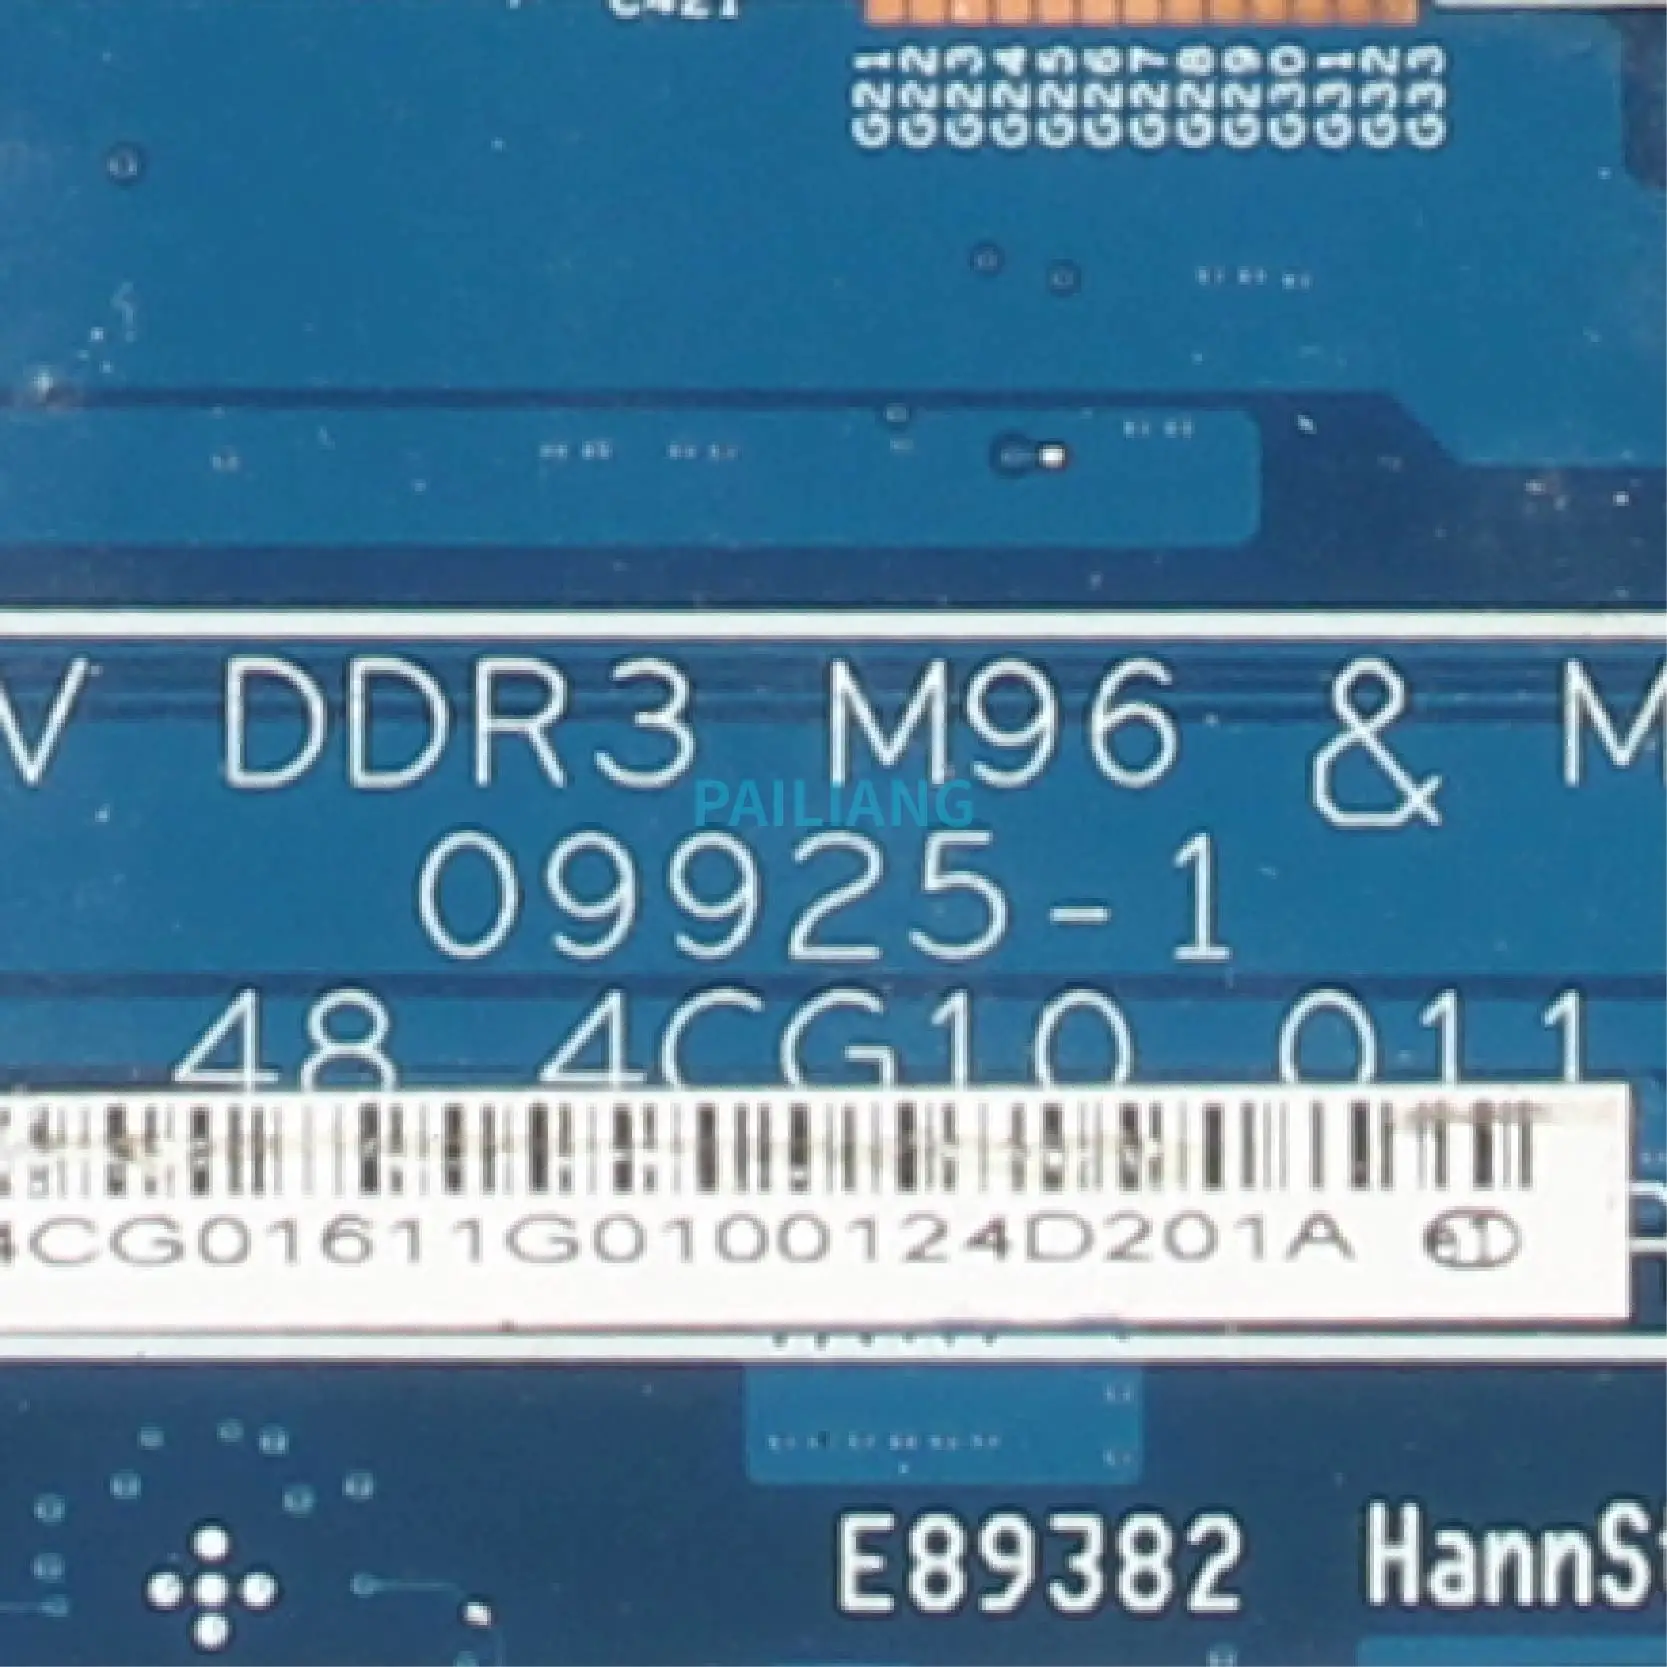 C421
G21 G22 G23 G24 G25 G26 G27 G28 G29 G30 G31 G32 G33
V DDR3 M96 & M
PAILIANG
09925-1
48.4CG10.011
4CG01611G0100124D201A
E89382 HannSt